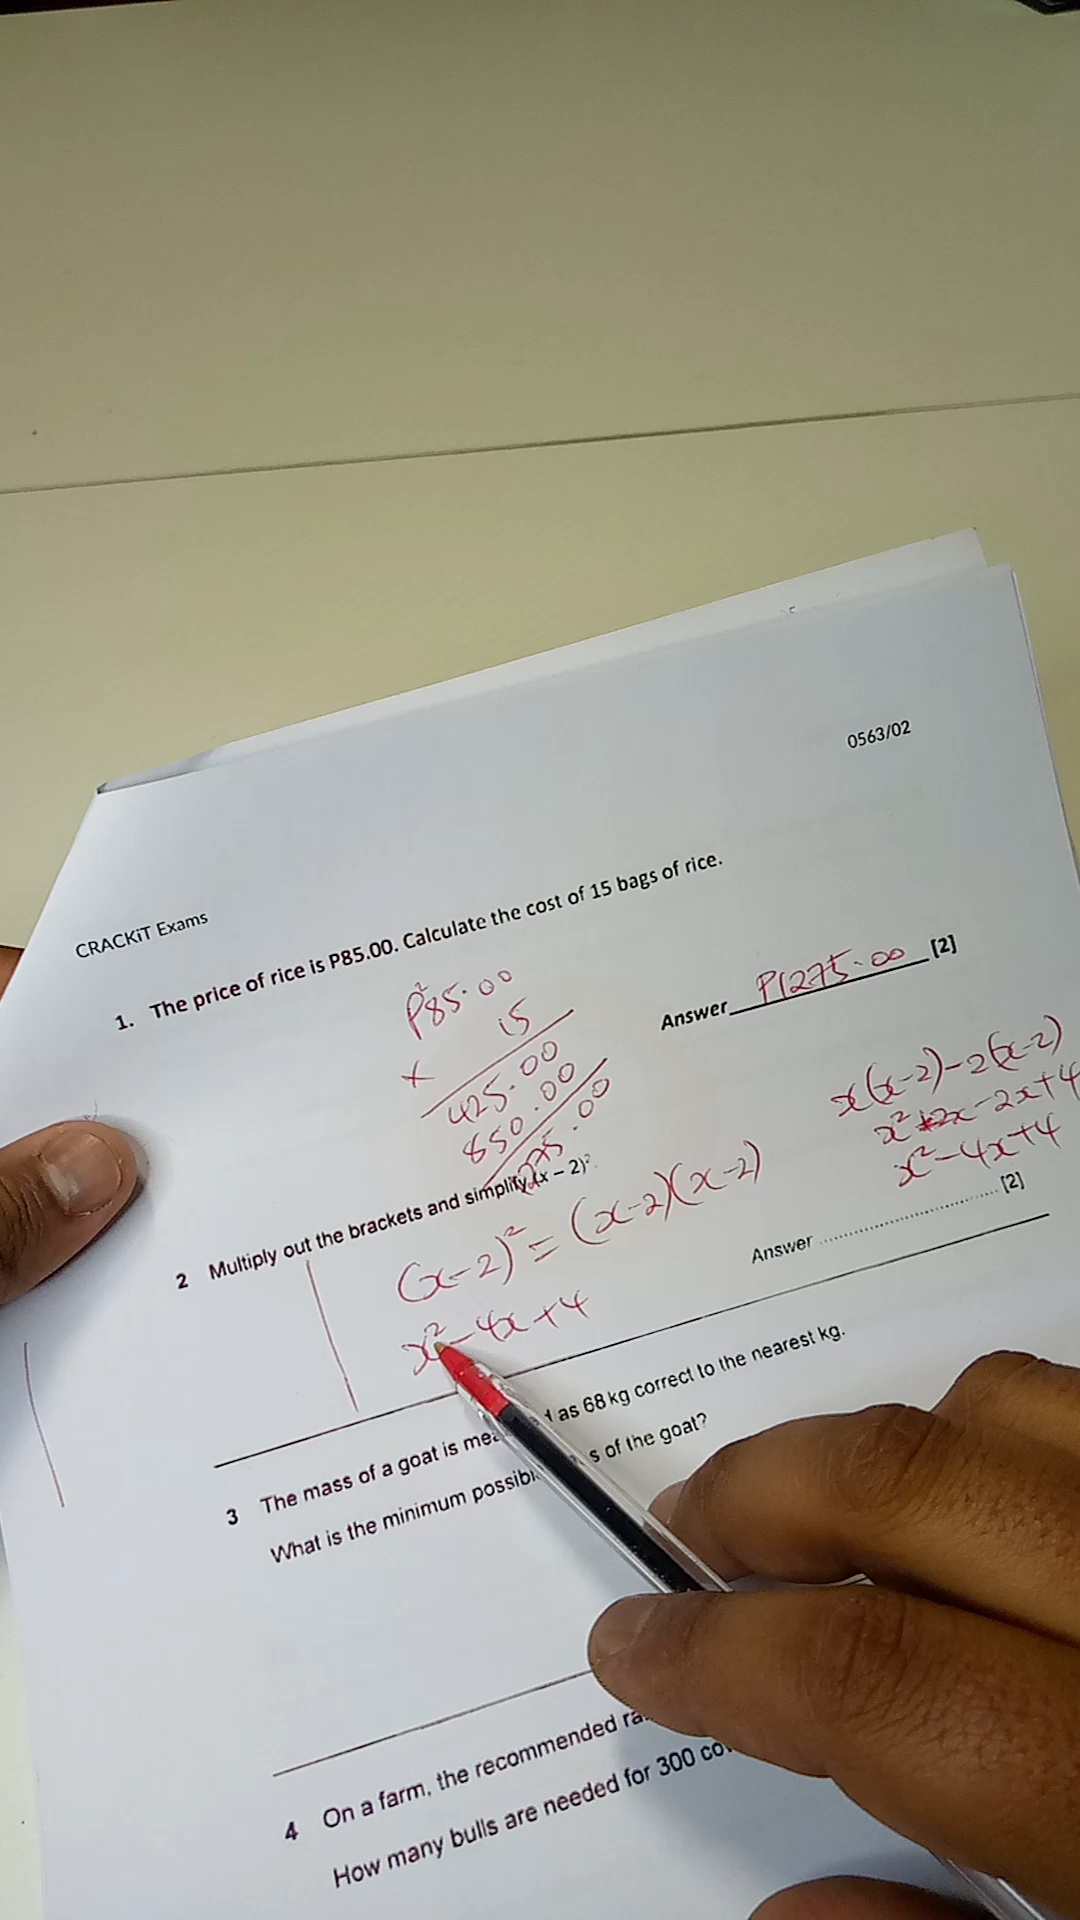 0563/02
CRACKiT Exams
1. The price of rice is P85.00. Calculate the cost of 15 bags of rice.
P85.00
2
× 15
425.00
850.00
1275.00
Answer P1275.00 [2]
2 Multiply out the brackets and simplify (x – 2)².
(x-2)² = (x-2)(x-2)
x² - 4x + 4
x(x-2)-2(x-2)
x² -2x -2x+4
x²-4x+4
Answer .......................... [2]
3 The mass of a goat is as 68 kg correct to the nearest kg.
What is the minimum possible of the goat?
4 On a farm, the recommended
How many bulls are needed for 300